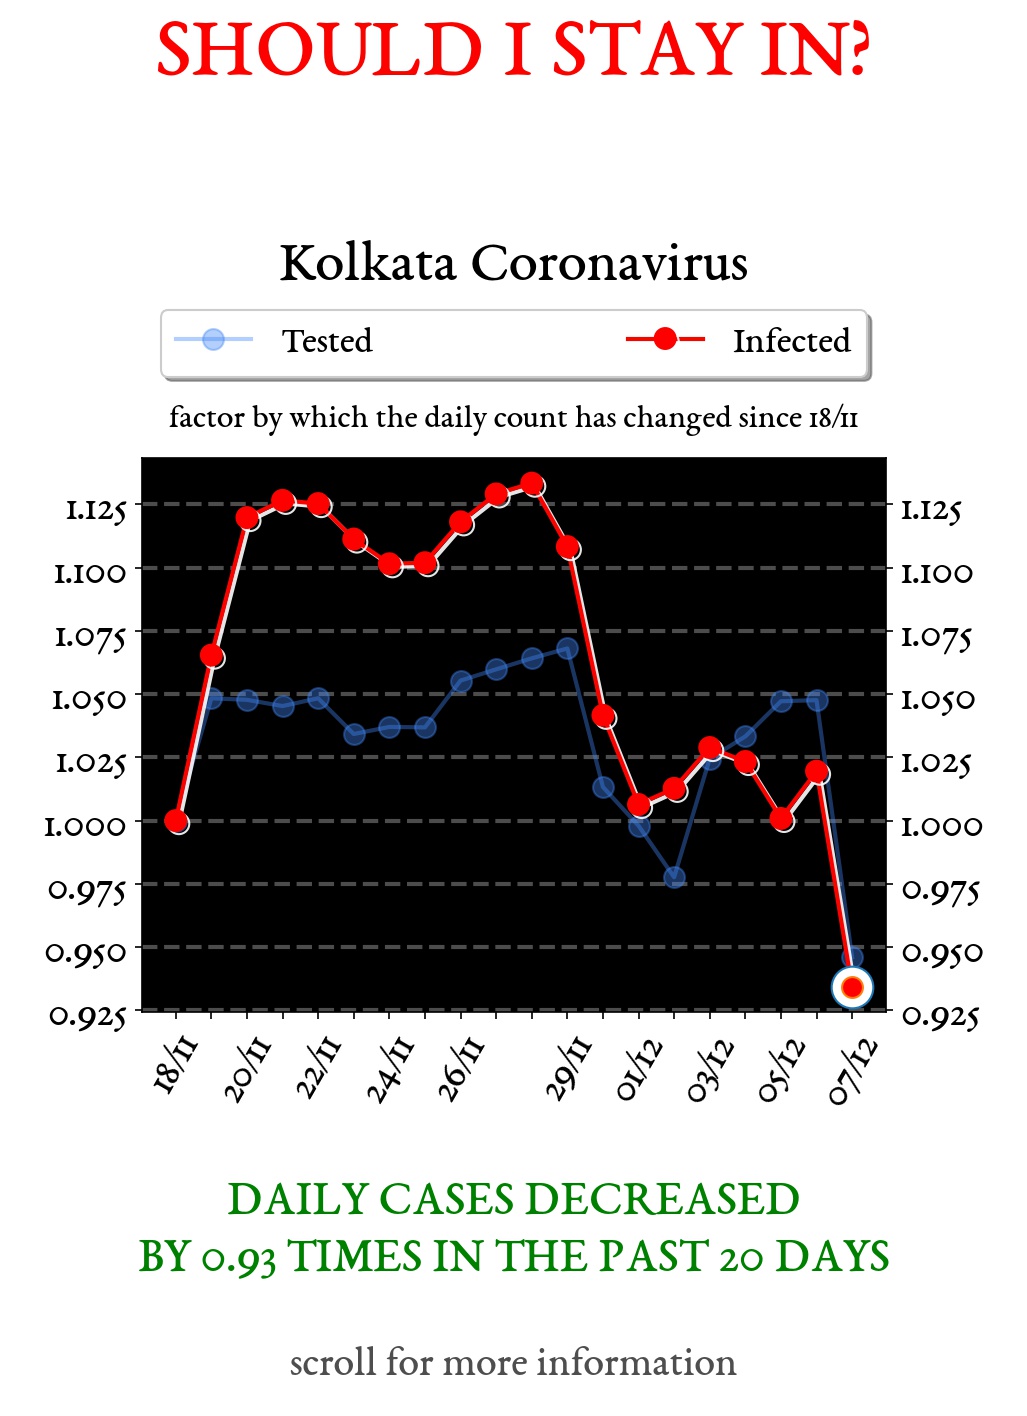 SHOULD I STAY IN?
Kolkata Coronavirus
Tested Infected
factor by which the daily count has changed since 18/11
1.125 1.125
1.100 1.100
1.075 1.075
1.050 1.050
1.025 1.025
1.000 1.000
0.975 0.975
0.950 0.950
0.925 0.925
18/11 20/11 22/11 24/11 26/11 29/11 01/12 03/12 05/12 07/12
DAILY CASES DECREASED
BY 0.93 TIMES IN THE PAST 20 DAYS
scroll for more information